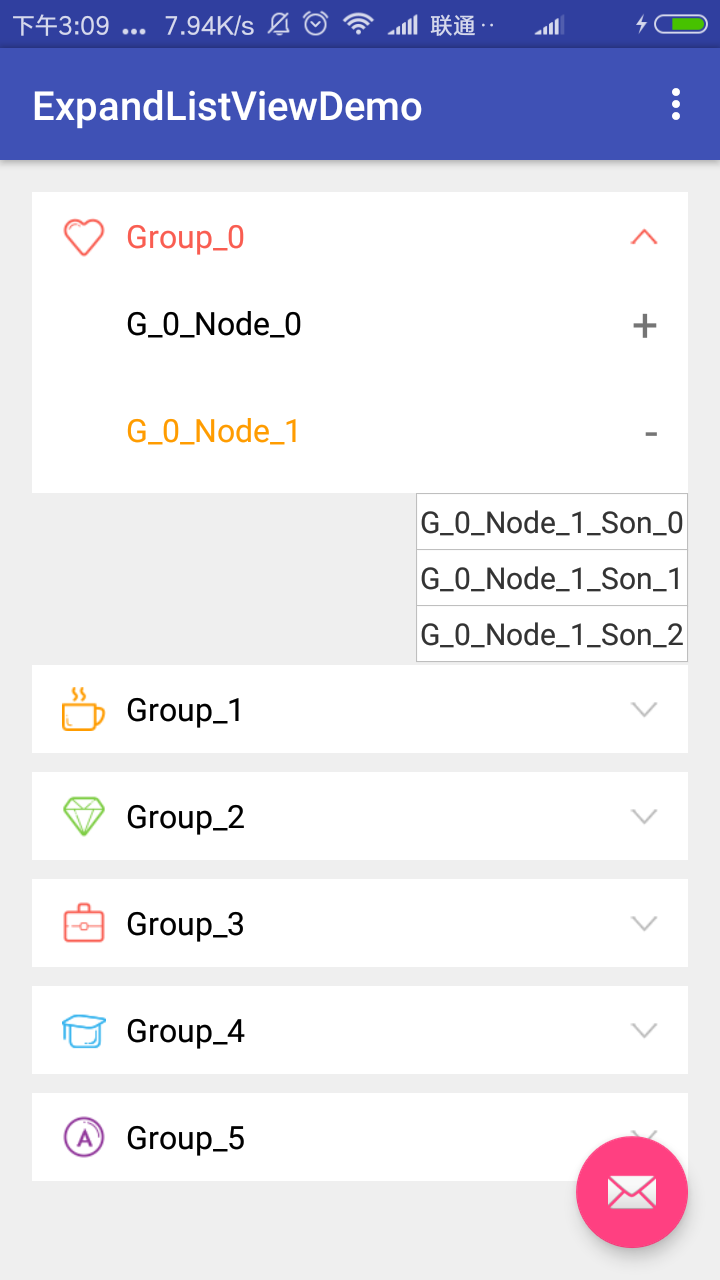 下午3:09 ... 7.94K/s 联通··
ExpandListViewDemo
Group_0
G_0_Node_0 +
G_0_Node_1 -
G_0_Node_1_Son_0
G_0_Node_1_Son_1
G_0_Node_1_Son_2
Group_1
Group_2
Group_3
Group_4
A Group_5